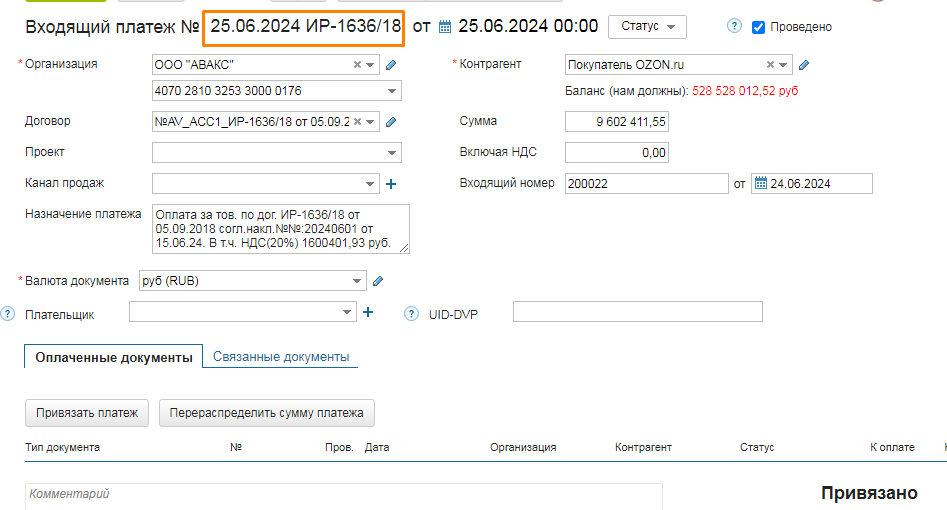 Входящий платеж № 25.06.2024 ИР-1636/18 от 25.06.2024 00:00 Статус ? Проведено
* Организация ООО "АВАКС" * Контрагент Покупатель OZON.ru
4070 2810 3253 3000 0176 Баланс (нам должны): 528 528 012,52 руб
Договор №AV_ACC1_ИР-1636/18 от 05.09.2 Сумма 9 602 411,55
Проект Включая НДС 0,00
Канал продаж Входящий номер 200022 от 24.06.2024
Назначение платежа Оплата за тов. по дог. ИР-1636/18 от
05.09.2018 согл.накл.№№:20240601 от
15.06.24. В т.ч. НДС(20%) 1600401,93 руб.
* Валюта документа руб (RUB)
? Плательщик ? UID-DVP
Оплаченные документы Связанные документы
Привязать платеж Перераспределить сумму платежа
Тип документа № Пров. Дата Организация Контрагент Статус К оплате
Комментарий Привязано